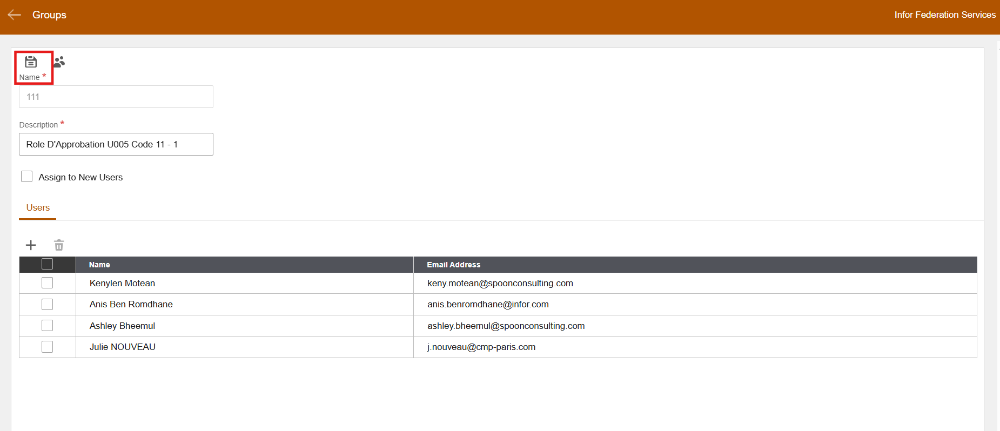 Groups
Infor Federation Services
Name *
111
Description *
Role D'Approbation U005 Code 11 - 1
Assign to New Users
Users
Name Email Address
Kenylen Motean keny.motean@spoonconsulting.com
Anis Ben Romdhane anis.benromdhane@infor.com
Ashley Bheemul ashley.bheemul@spoonconsulting.com
Julie NOUVEAU j.nouveau@cmp-paris.com